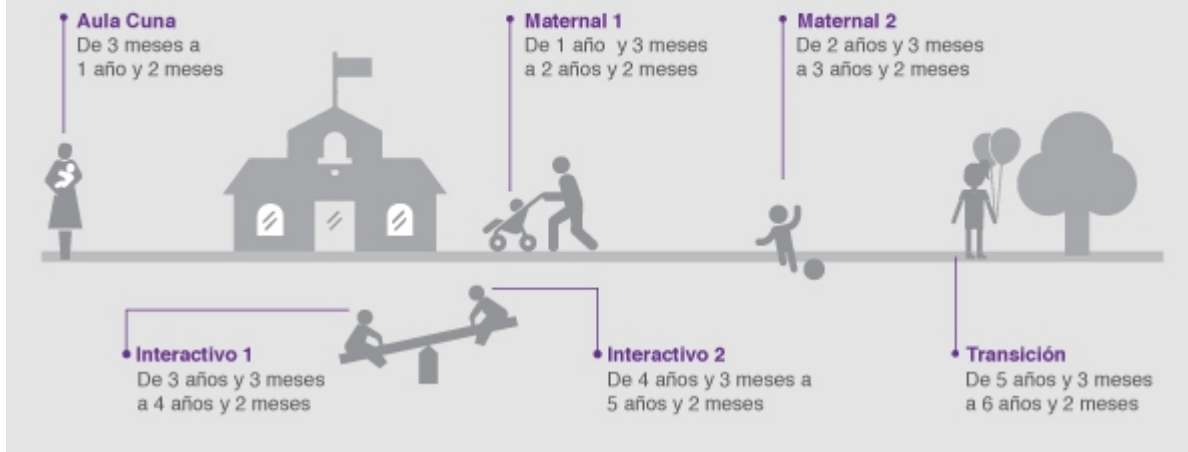 Aula Cuna
De 3 meses a
1 año y 2 meses
Maternal 1
De 1 año y 3 meses
a 2 años y 2 meses
Maternal 2
De 2 años y 3 meses
a 3 años y 2 meses
Interactivo 1
De 3 años y 3 meses
a 4 años y 2 meses
Interactivo 2
De 4 años y 3 meses a
5 años y 2 meses
Transición
De 5 años y 3 meses
a 6 años y 2 meses